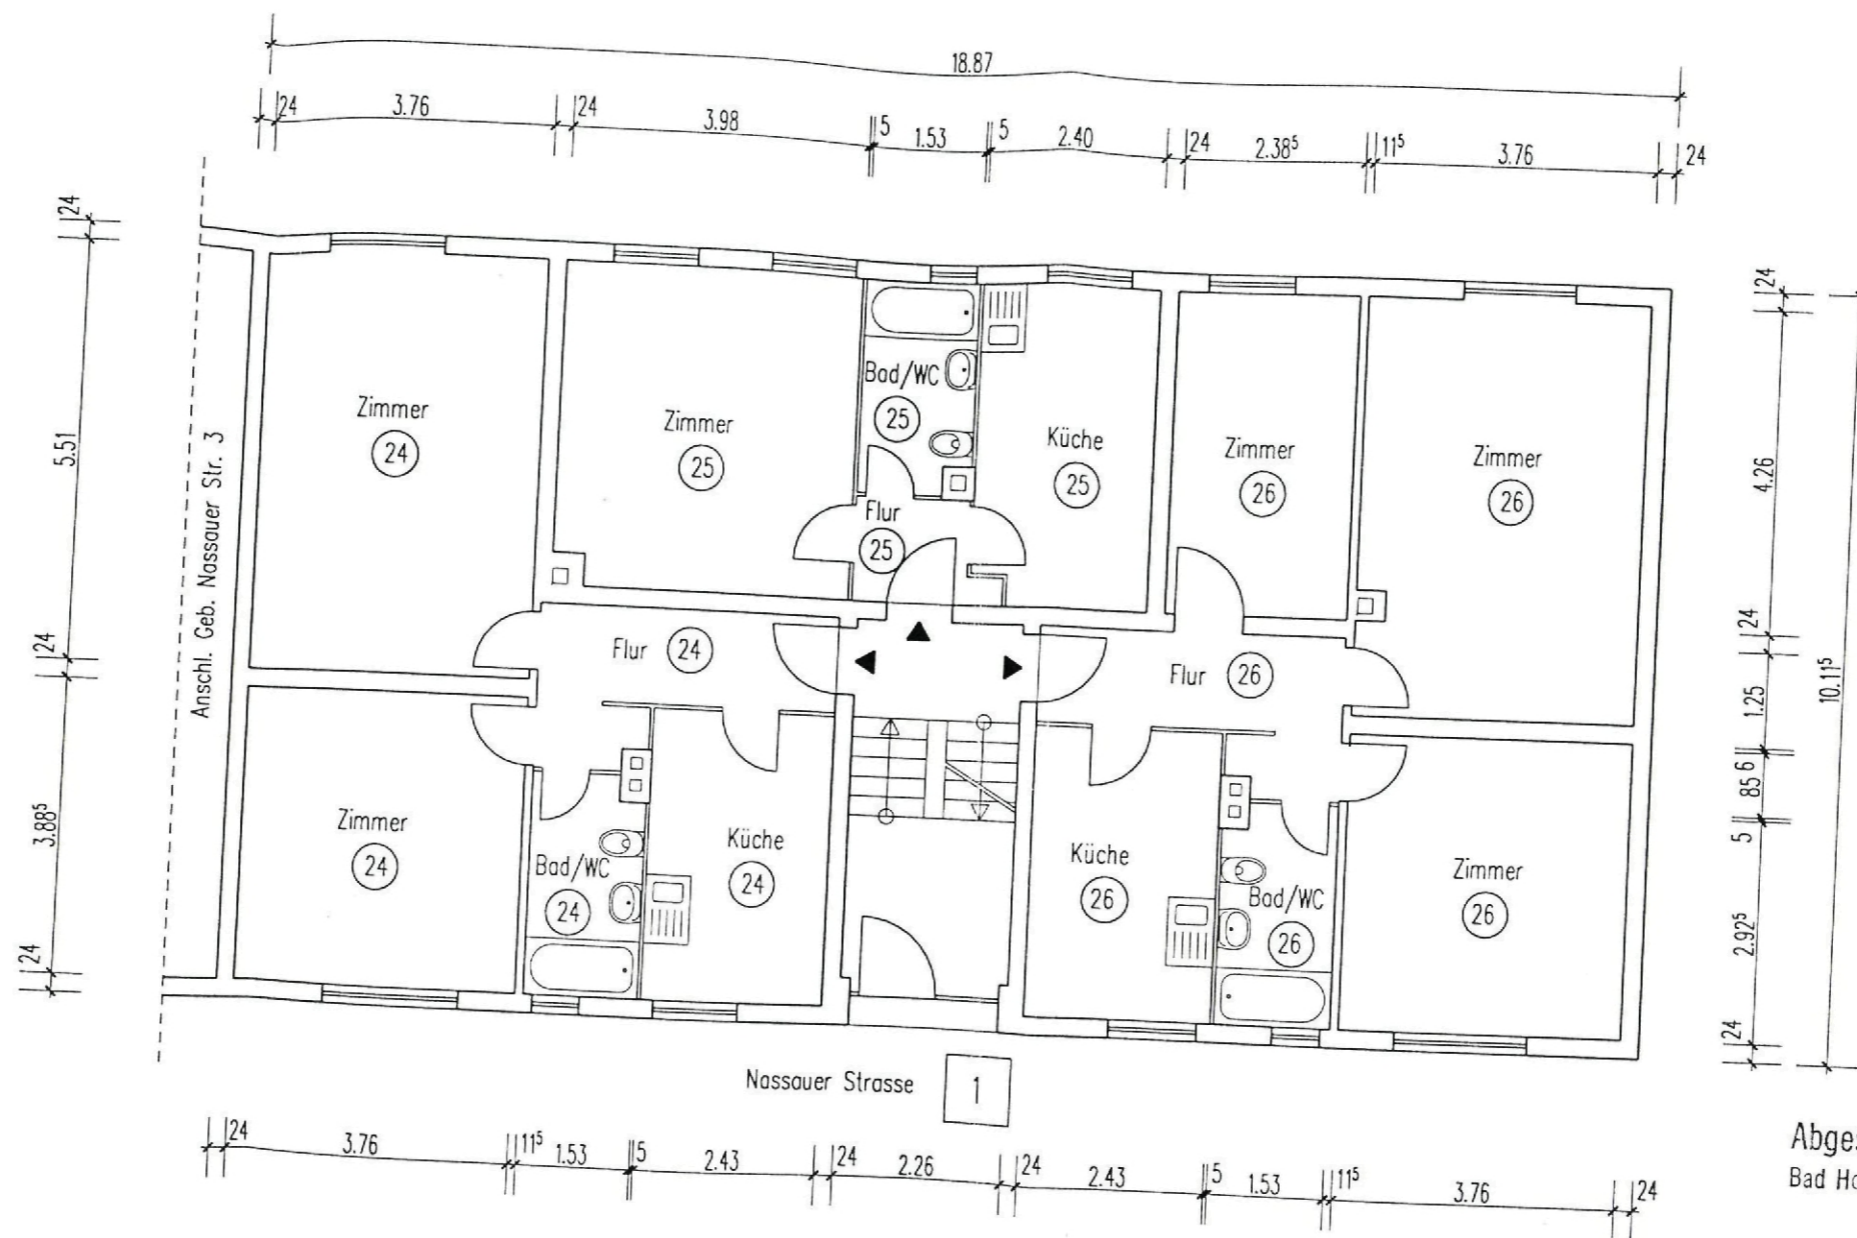 18.87
24 3.76 24 3.98 5 1.53 5 2.40 24 2.38⁵ 11⁵ 3.76 24
24
5.51
24
3.88⁵
24
Anschl. Geb. Nassauer Str. 3
Zimmer
24
Zimmer
25
Bad/WC
25
Küche
25
Zimmer
26
Zimmer
26
Flur
25
Flur 24
Flur 26
Zimmer
24
Bad/WC
24
Küche
24
Küche
26
Bad/WC
26
Zimmer
26
24
4.26
24
1.25
6
85
5
2.92⁵
24
10.11⁵
Nassauer Strasse 1
24 3.76 11⁵ 1.53 5 2.43 24 2.26 24 2.43 5 1.53 11⁵ 3.76 24
Abge
Bad Ho